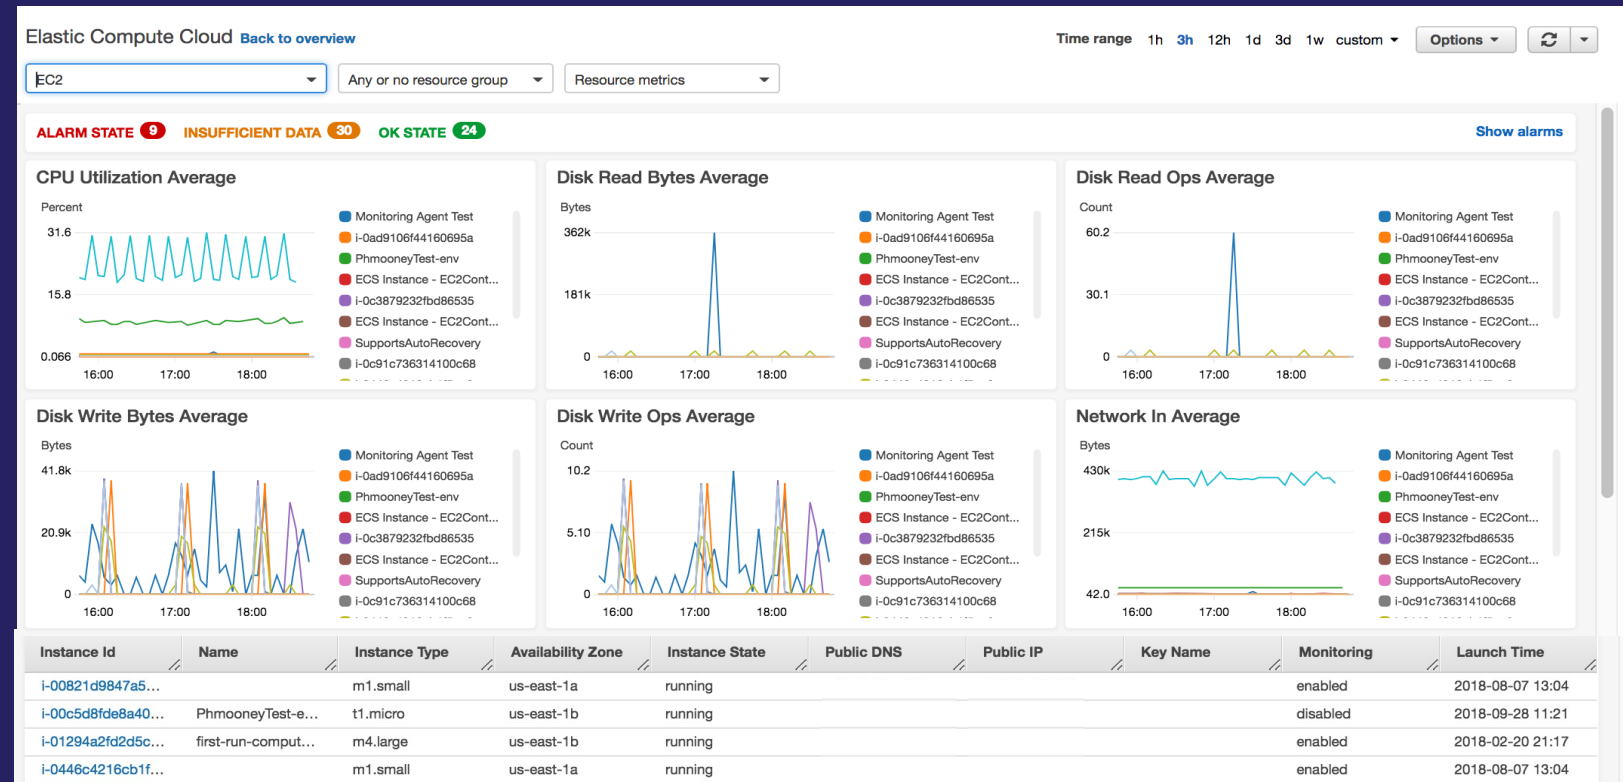 Elastic Compute Cloud Back to overview
Time range 1h 3h 12h 1d 3d 1w custom Options
EC2 Any or no resource group Resource metrics
ALARM STATE 9 INSUFFICIENT DATA 30 OK STATE 24 Show alarms
CPU Utilization Average
Percent
31.6
15.8
0.066
16:00 17:00 18:00
Monitoring Agent Test
i-0ad9106f44160695a
PhmooneyTest-env
ECS Instance - EC2Cont...
i-0c3879232fbd86535
ECS Instance - EC2Cont...
SupportsAutoRecovery
i-0c91c736314100c68
Disk Read Bytes Average
Bytes
362k
181k
0
16:00 17:00 18:00
Monitoring Agent Test
i-0ad9106f44160695a
PhmooneyTest-env
ECS Instance - EC2Cont...
i-0c3879232fbd86535
ECS Instance - EC2Cont...
SupportsAutoRecovery
i-0c91c736314100c68
Disk Read Ops Average
Count
60.2
30.1
0
16:00 17:00 18:00
Monitoring Agent Test
i-0ad9106f44160695a
PhmooneyTest-env
ECS Instance - EC2Cont...
i-0c3879232fbd86535
ECS Instance - EC2Cont...
SupportsAutoRecovery
i-0c91c736314100c68
Disk Write Bytes Average
Bytes
41.8k
20.9k
0
16:00 17:00 18:00
Monitoring Agent Test
i-0ad9106f44160695a
PhmooneyTest-env
ECS Instance - EC2Cont...
i-0c3879232fbd86535
ECS Instance - EC2Cont...
SupportsAutoRecovery
i-0c91c736314100c68
Disk Write Ops Average
Count
10.2
5.10
0
16:00 17:00 18:00
Monitoring Agent Test
i-0ad9106f44160695a
PhmooneyTest-env
ECS Instance - EC2Cont...
i-0c3879232fbd86535
ECS Instance - EC2Cont...
SupportsAutoRecovery
i-0c91c736314100c68
Network In Average
Bytes
430k
215k
42.0
16:00 17:00 18:00
Monitoring Agent Test
i-0ad9106f44160695a
PhmooneyTest-env
ECS Instance - EC2Cont...
i-0c3879232fbd86535
ECS Instance - EC2Cont...
SupportsAutoRecovery
i-0c91c736314100c68
Instance Id Name Instance Type Availability Zone Instance State Public DNS Public IP Key Name Monitoring Launch Time
i-00821d9847a5... m1.small us-east-1a running enabled 2018-08-07 13:04
i-00c5d8fde8a40... PhmooneyTest-e... t1.micro us-east-1b running disabled 2018-09-28 11:21
i-01294a2fd2d5c... first-run-comput... m4.large us-east-1b running enabled 2018-02-20 21:17
i-0446c4216cb1f... m1.small us-east-1a running enabled 2018-08-07 13:04